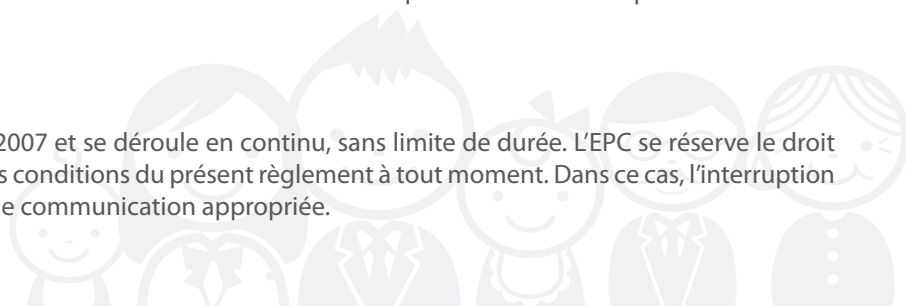 2007 et se déroule en continu, sans limite de durée. L’EPC se réserve le droit
s conditions du présent règlement à tout moment. Dans ce cas, l’interruption
e communication appropriée.